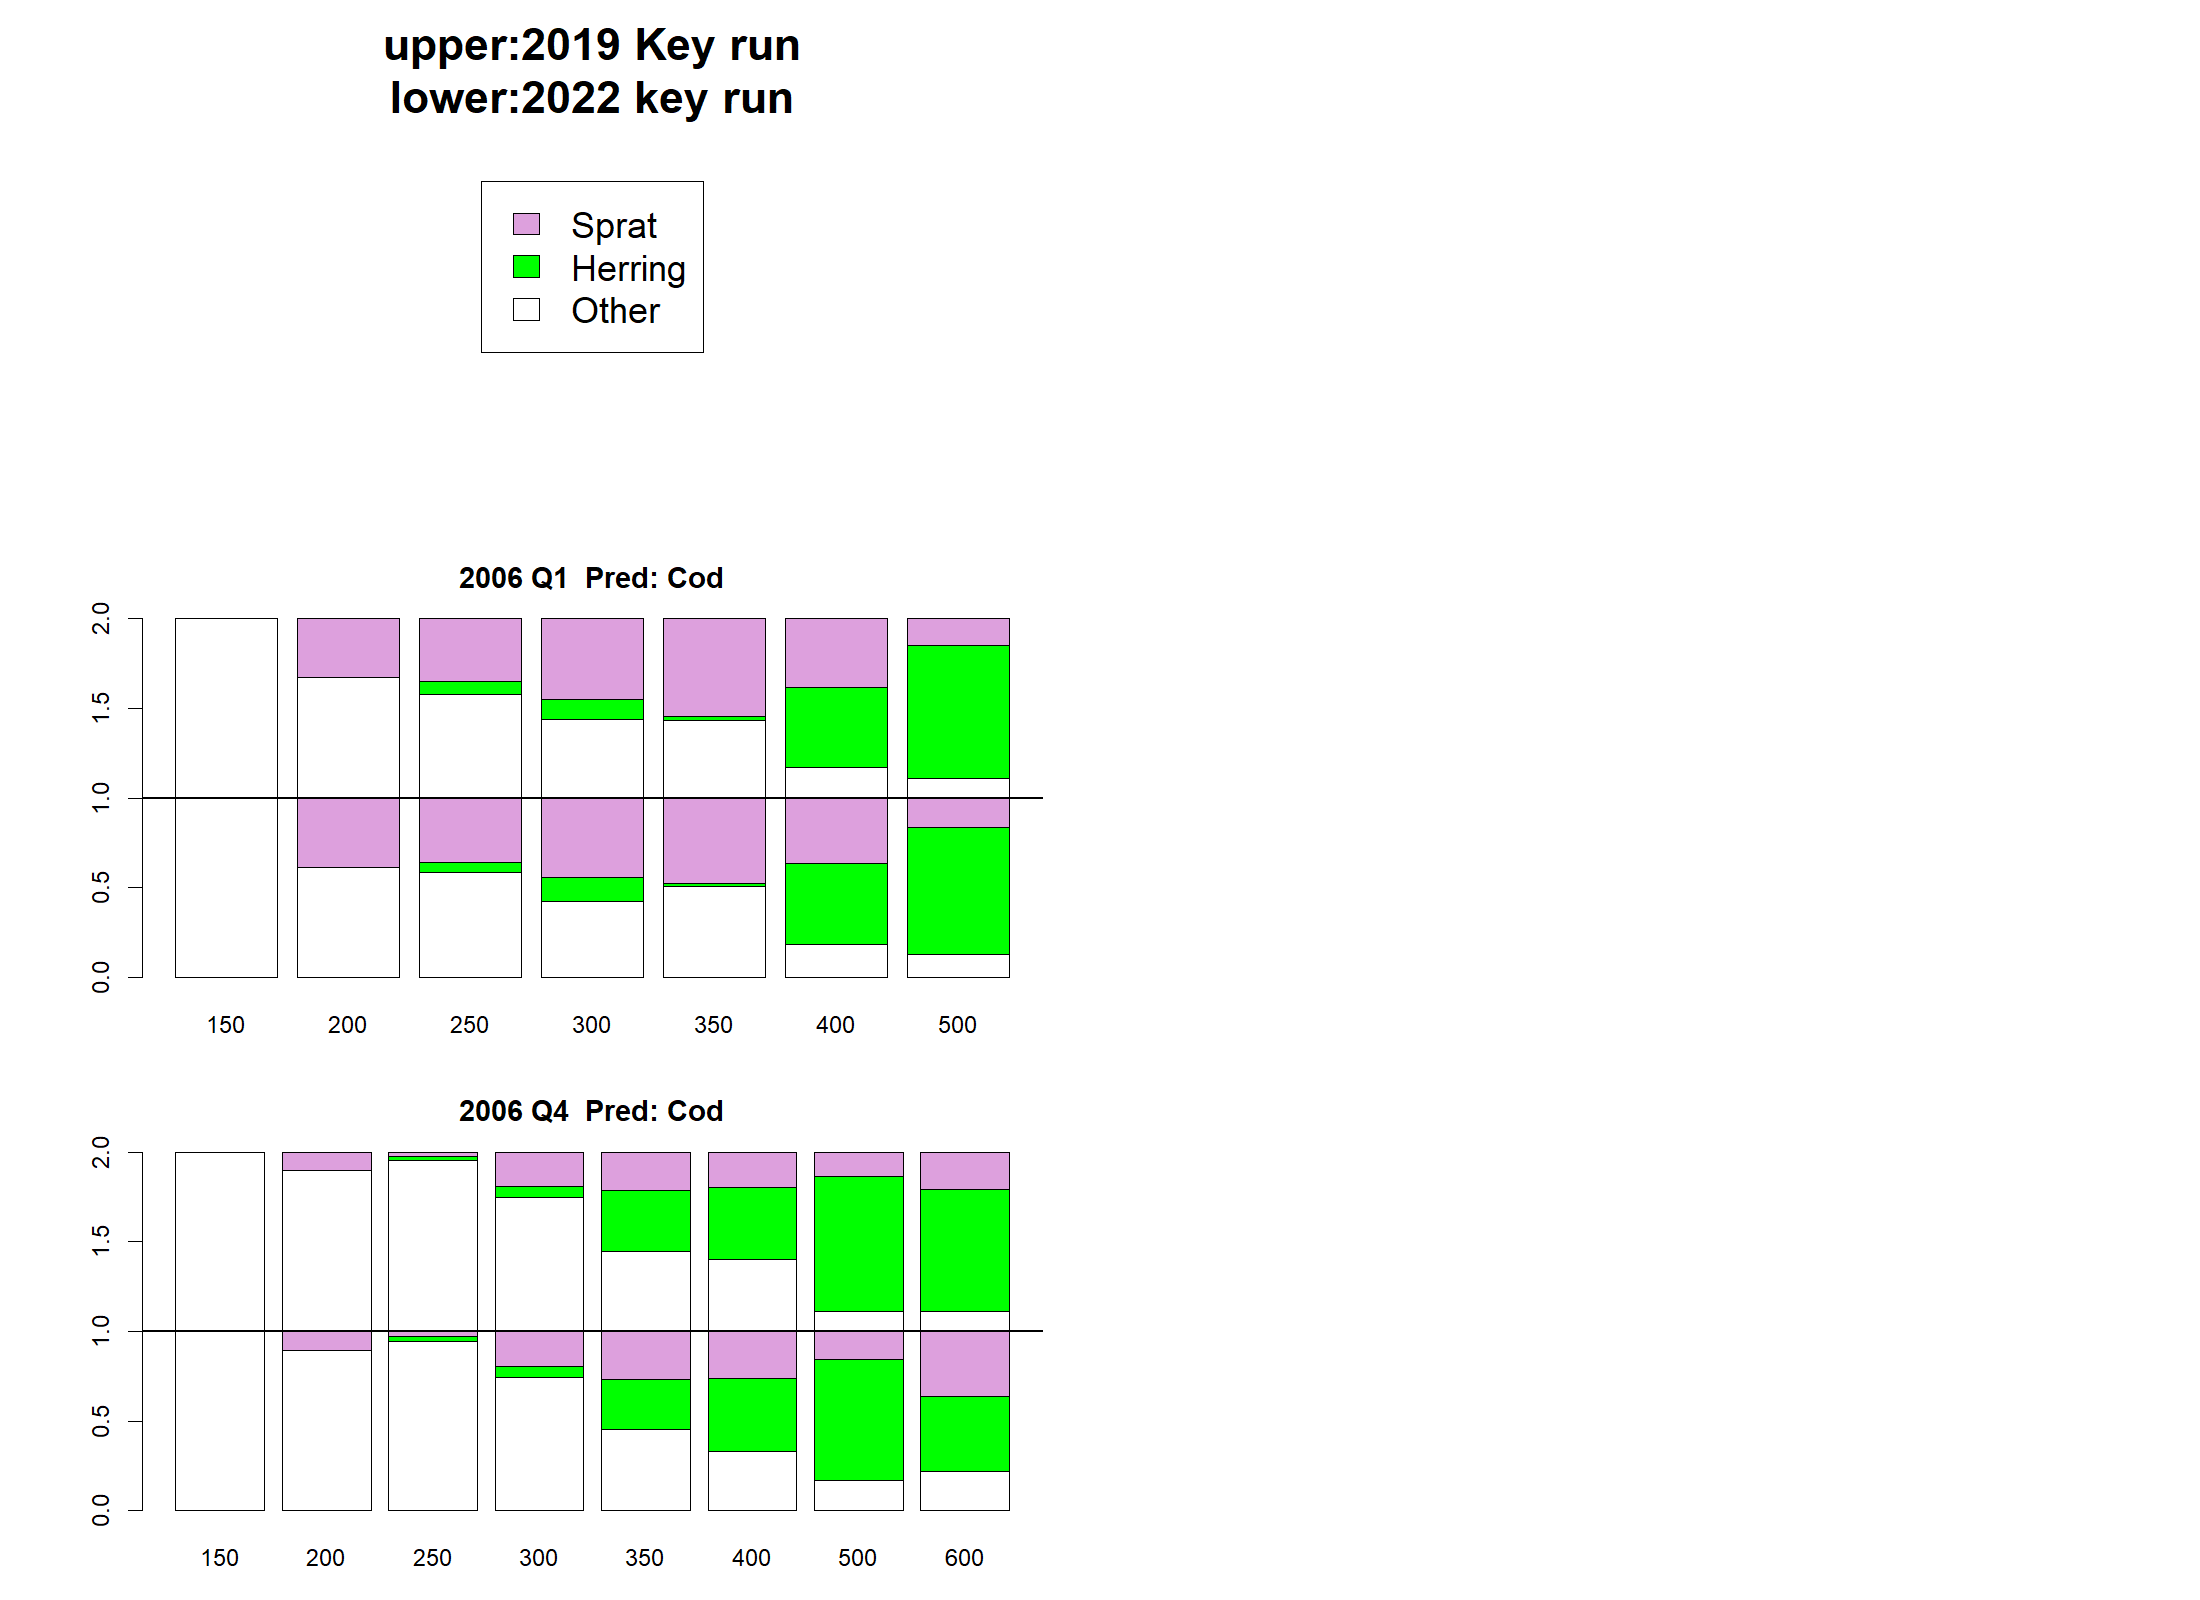 upper:2019 Key run
lower:2022 key run
Sprat
Herring
Other
2006 Q1 Pred: Cod
2.0
1.5
1.0
0.5
0.0
150 200 250 300 350 400 500
2006 Q4 Pred: Cod
2.0
1.5
1.0
0.5
0.0
150 200 250 300 350 400 500 600